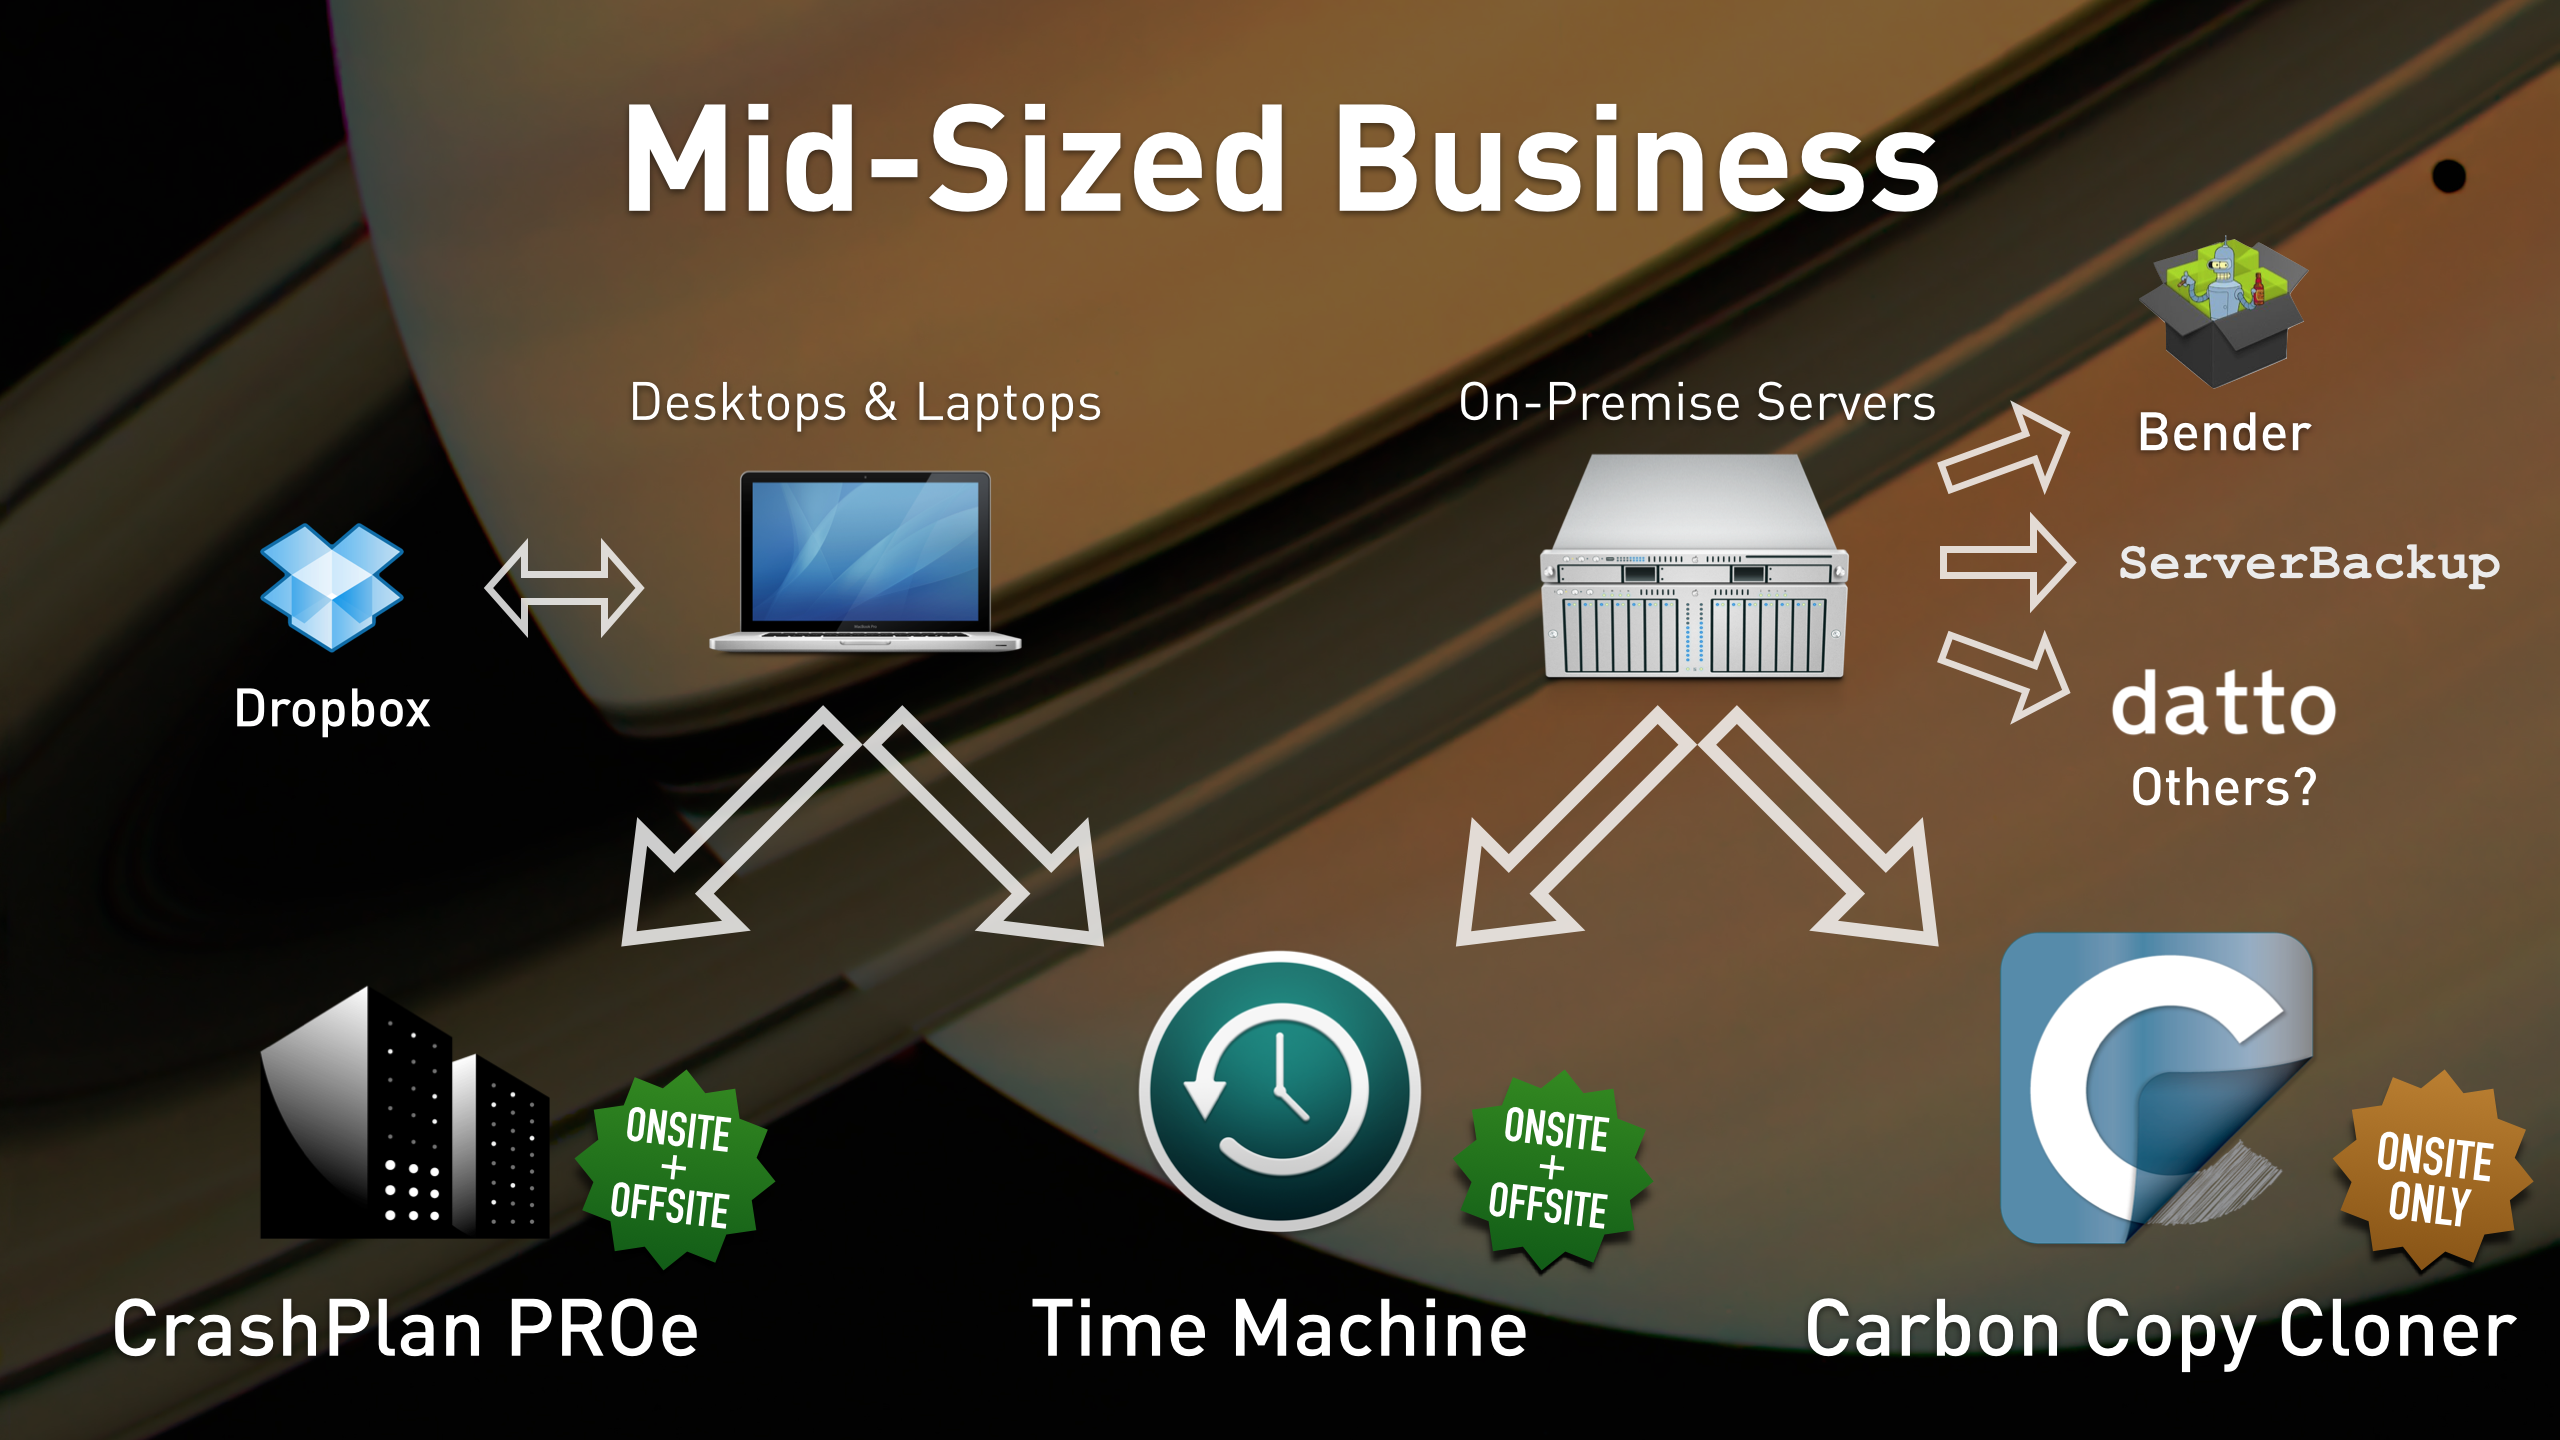 Mid-Sized Business
Desktops & Laptops
On-Premise Servers
Bender
ServerBackup
Dropbox
datto
Others?
ONSITE
+
OFFSITE
ONSITE
+
OFFSITE
ONSITE
ONLY
CrashPlan PROe
Time Machine
Carbon Copy Cloner